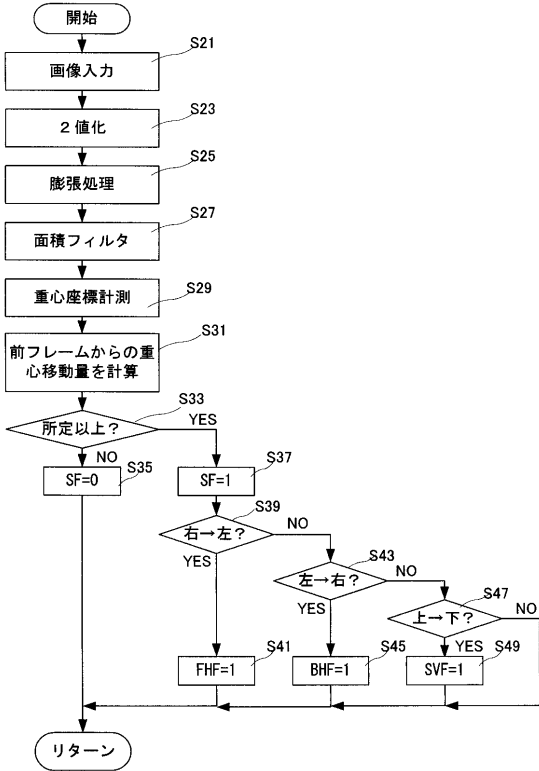 開始
S21
画像入力
S23
2値化
S25
膨張処理
S27
面積フィルタ
S29
重心座標計測
S31
前フレームからの重
心移動量を計算
S33
所定以上？
YES
NO
S35
SF=0
S37
SF=1
S39
右→左？
NO
YES
S43
左→右？
NO
YES
S47
上→下？
NO
YES
S41
FHF=1
S45
BHF=1
S49
SVF=1
リターン